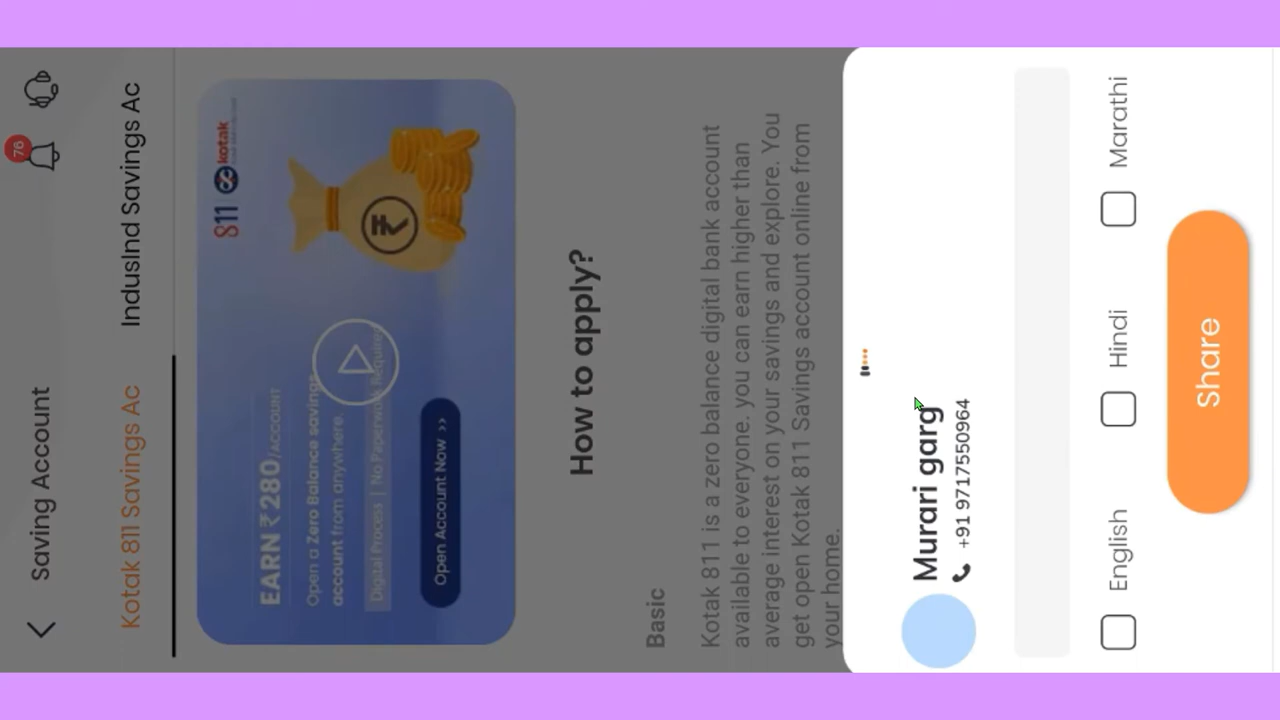 76
Saving Account
Kotak 811 Savings Ac
IndusInd Savings Ac
811 kotak
EARN ₹ 280/ACCOUNT
Open a Zero Balance savings
account from anywhere.
Digital Process | No Paperwork Required
Open Account Now >>
How to apply?
Basic
Kotak 811 is a zero balance digital bank account
available to everyone. you can earn higher than
average interest on your savings and explore. You
get open Kotak 811 Savings account online from
your home.
Murari garg
+91 9717550964
English
Hindi
Marathi
Share